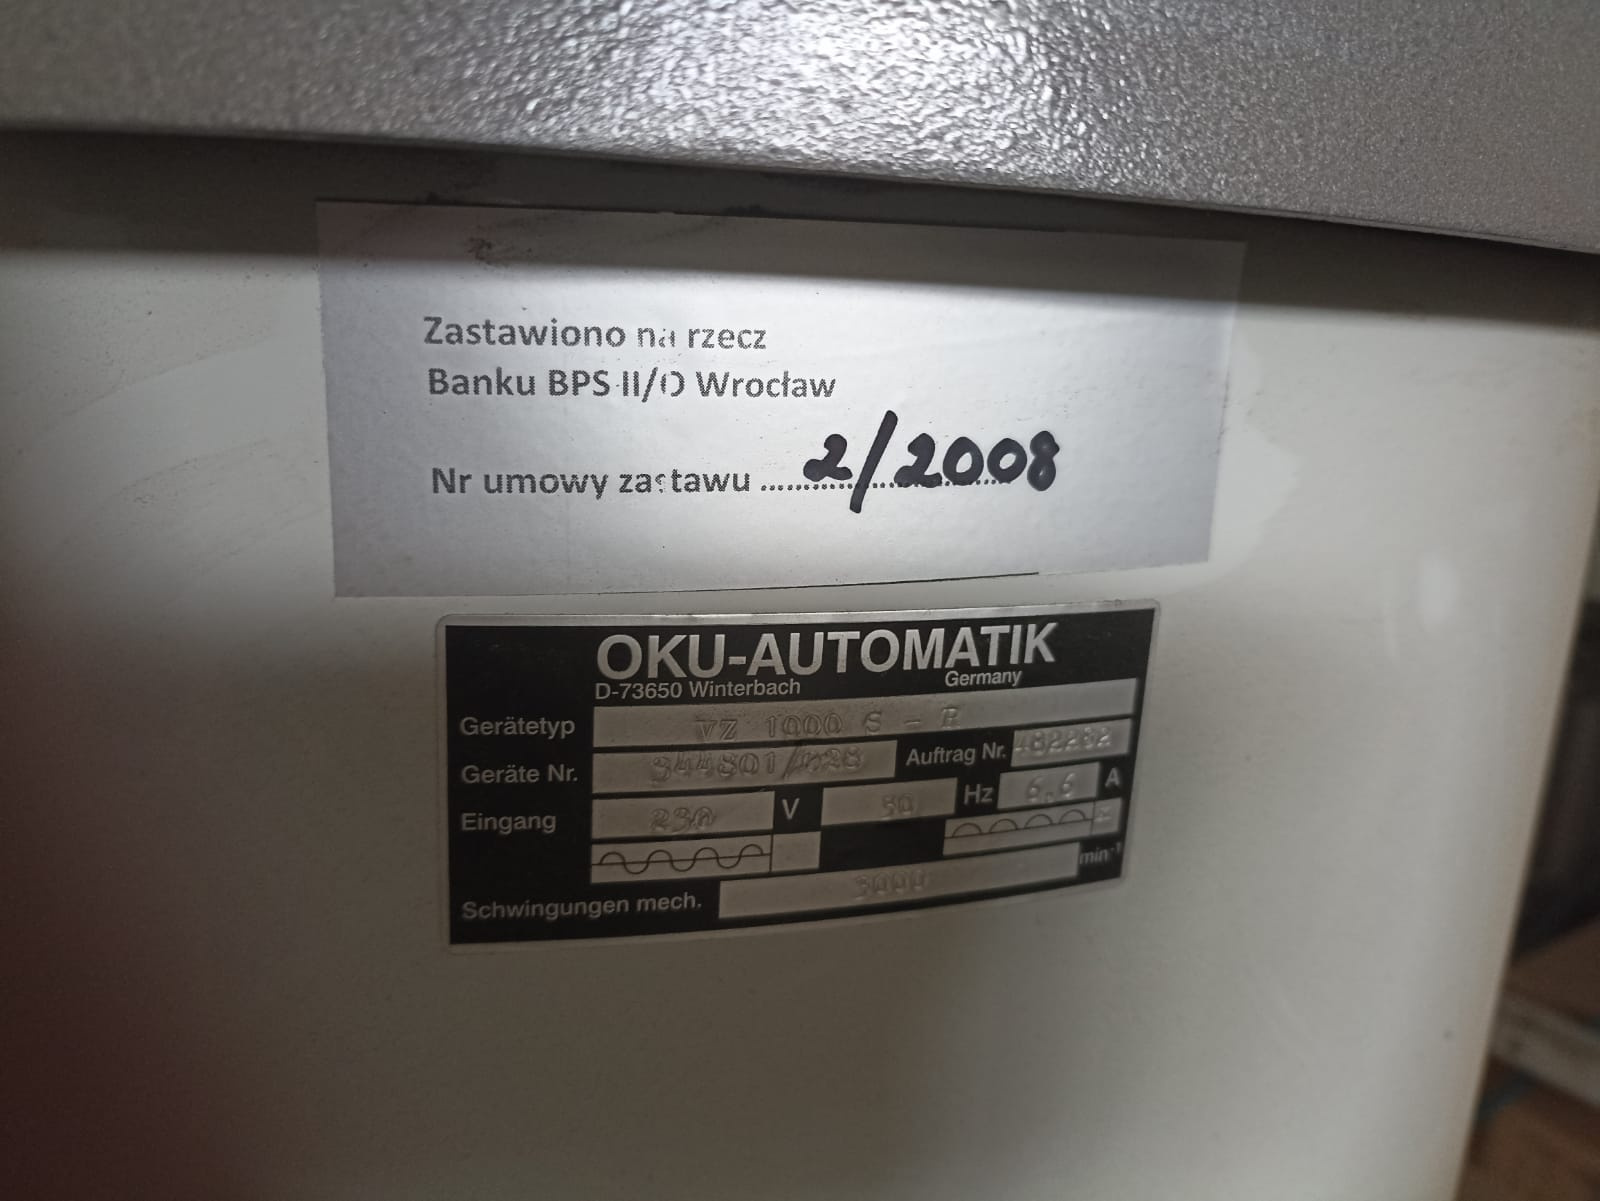 Zastawiono na rzecz
Banku BPS II/O Wrocław
Nr umowy zastawu ............2/2008
OKU-AUTOMATIK
D-73650 Winterbach Germany
Gerätetyp VZ 1000 S - R
Geräte Nr. Auftrag Nr.
Eingang 230 V 50 Hz 6.6 A
Schwingungen mech. 3000 min⁻¹